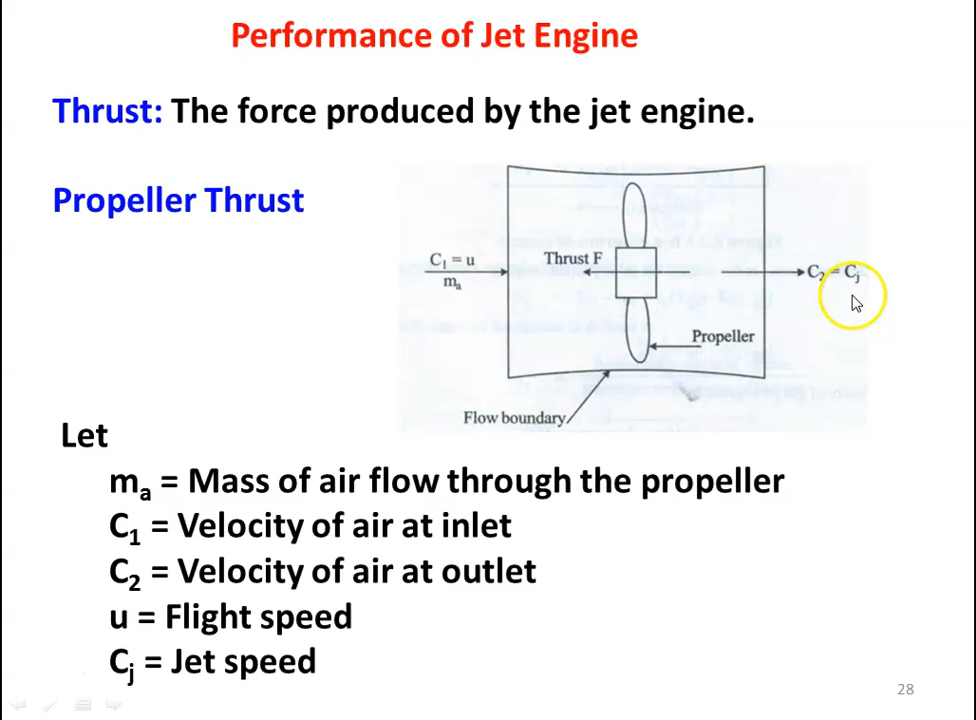 Performance of Jet Engine
Thrust: The force produced by the jet engine.
Propeller Thrust
C₁ = u
mₐ
Thrust F
C₂ = Cⱼ
Propeller
Flow boundary
Let
mₐ = Mass of air flow through the propeller
C₁ = Velocity of air at inlet
C₂ = Velocity of air at outlet
u = Flight speed
Cⱼ = Jet speed
28